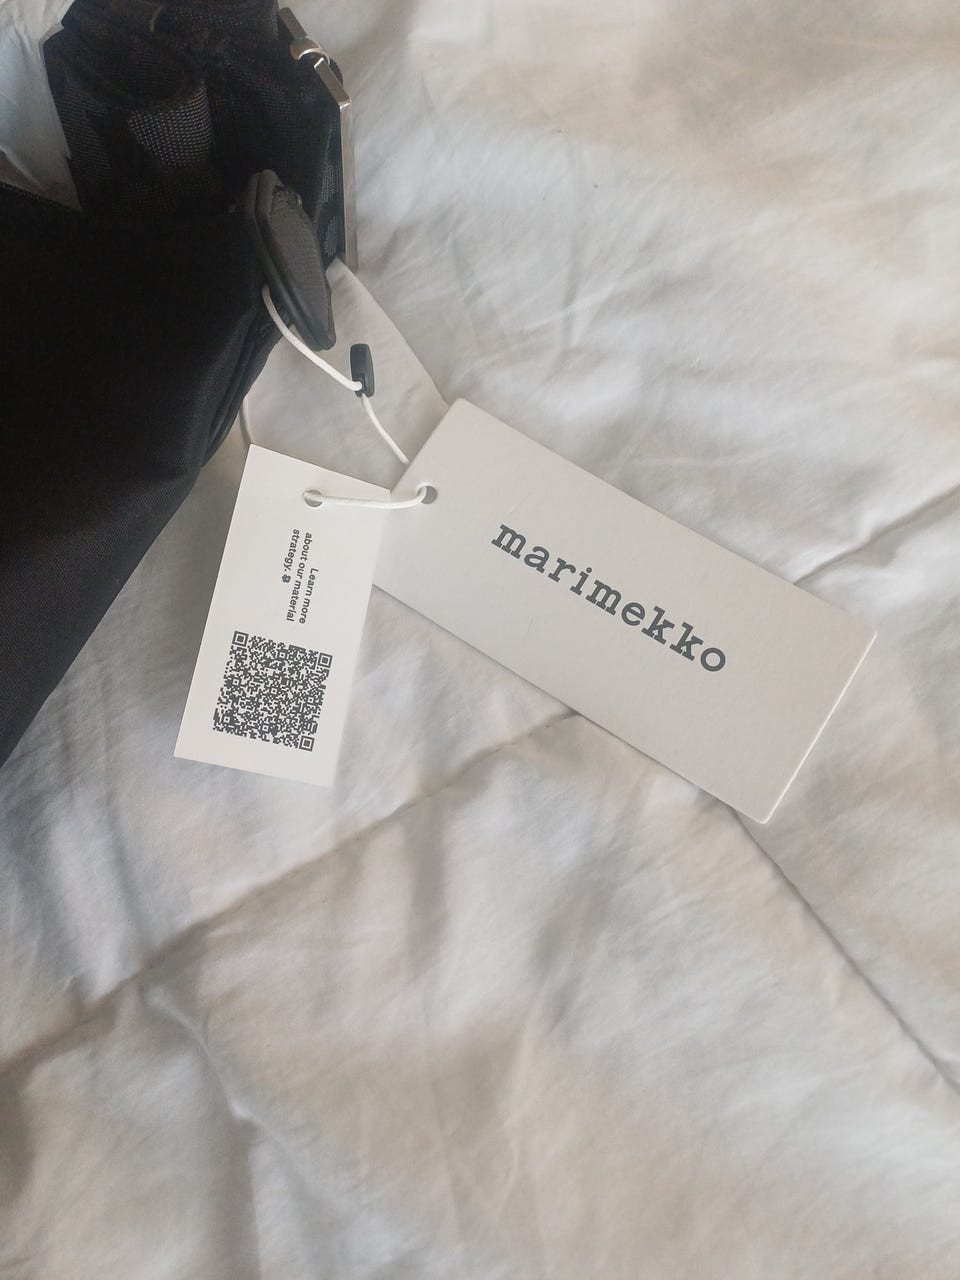 marimekko
Learn more
about our material
strategy.